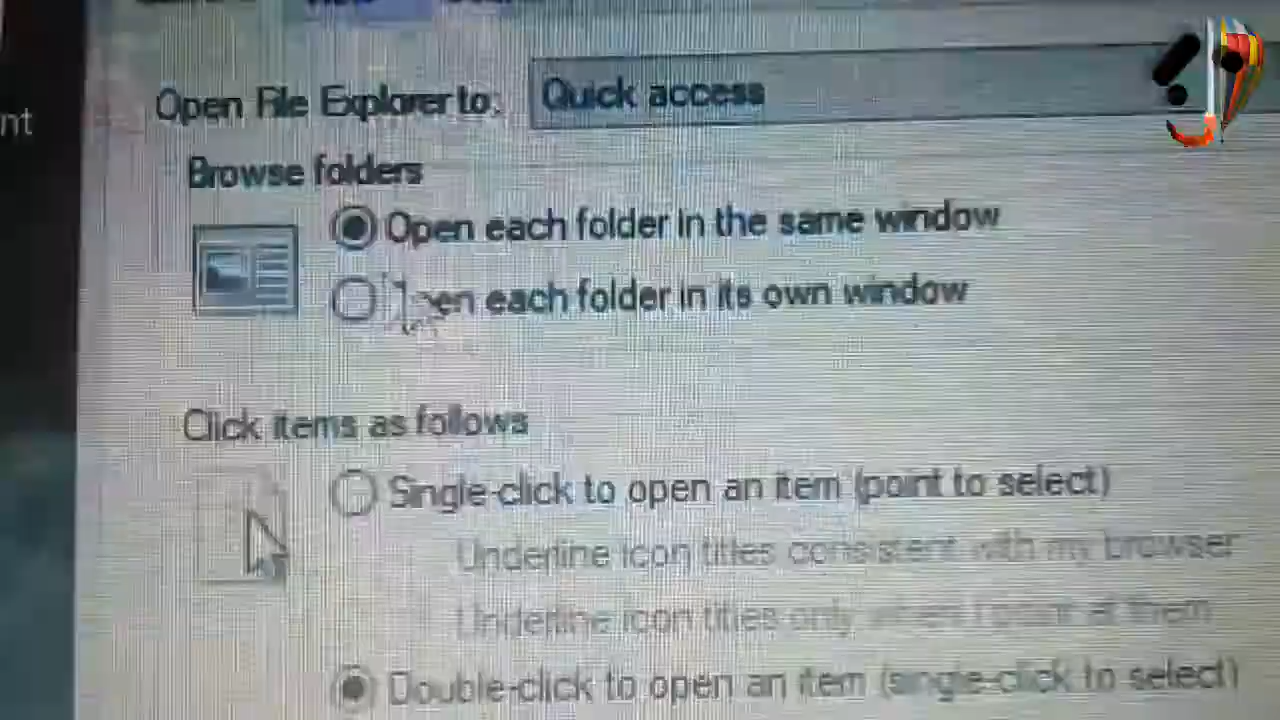 nt
Open File Explorer to: Quick access
Browse folders
Open each folder in the same window
en each folder in its own window
Click items as follows
Single-click to open an item (point to select)
Underline icon titles consistent with my browser
Underline icon titles only when I point at them
Double-click to open an item (single-click to select)